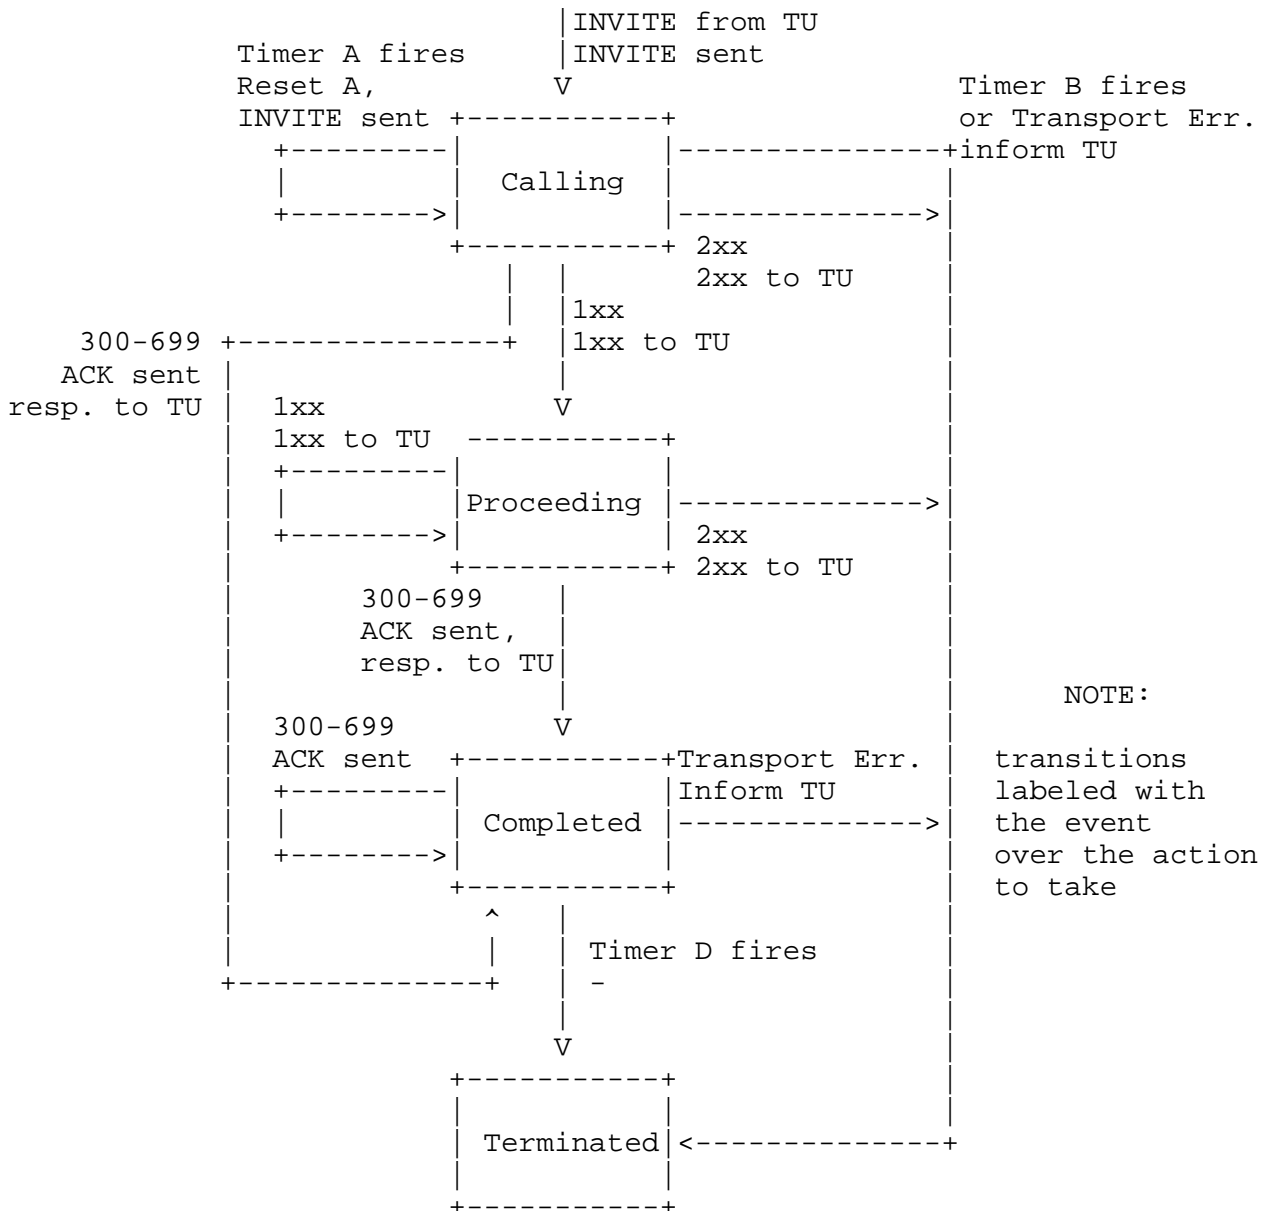 INVITE from TU
Timer A fires INVITE sent
Reset A, V Timer B fires
INVITE sent or Transport Err.
inform TU
Calling
2xx
2xx to TU
1xx
300-699 1xx to TU
ACK sent
resp. to TU 1xx V
1xx to TU
Proceeding
2xx
2xx to TU
300-699
ACK sent,
resp. to TU
NOTE:
300-699 V
ACK sent Transport Err. transitions
Inform TU labeled with
Completed the event
over the action
to take
Timer D fires
-
V
Terminated